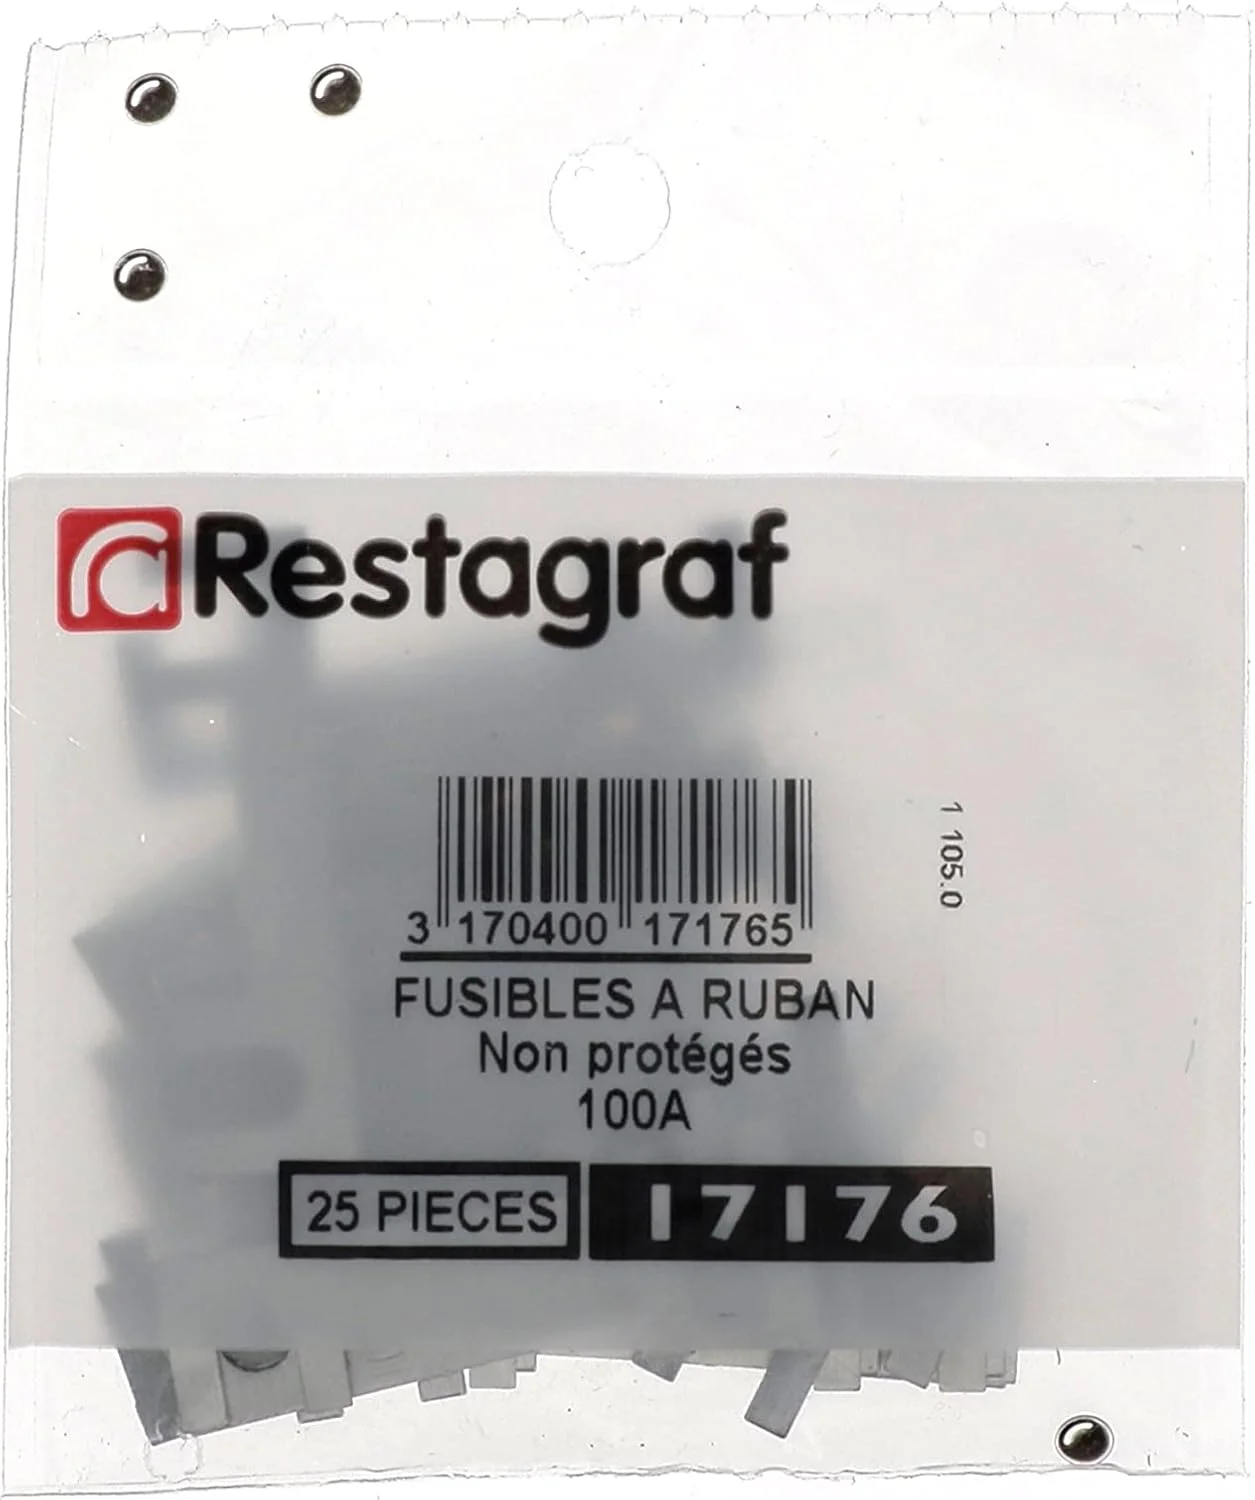 Restagraf
3 170400 171765
1 105.0
FUSIBLES A RUBAN
Non protégés
100A
25 PIECES
17176